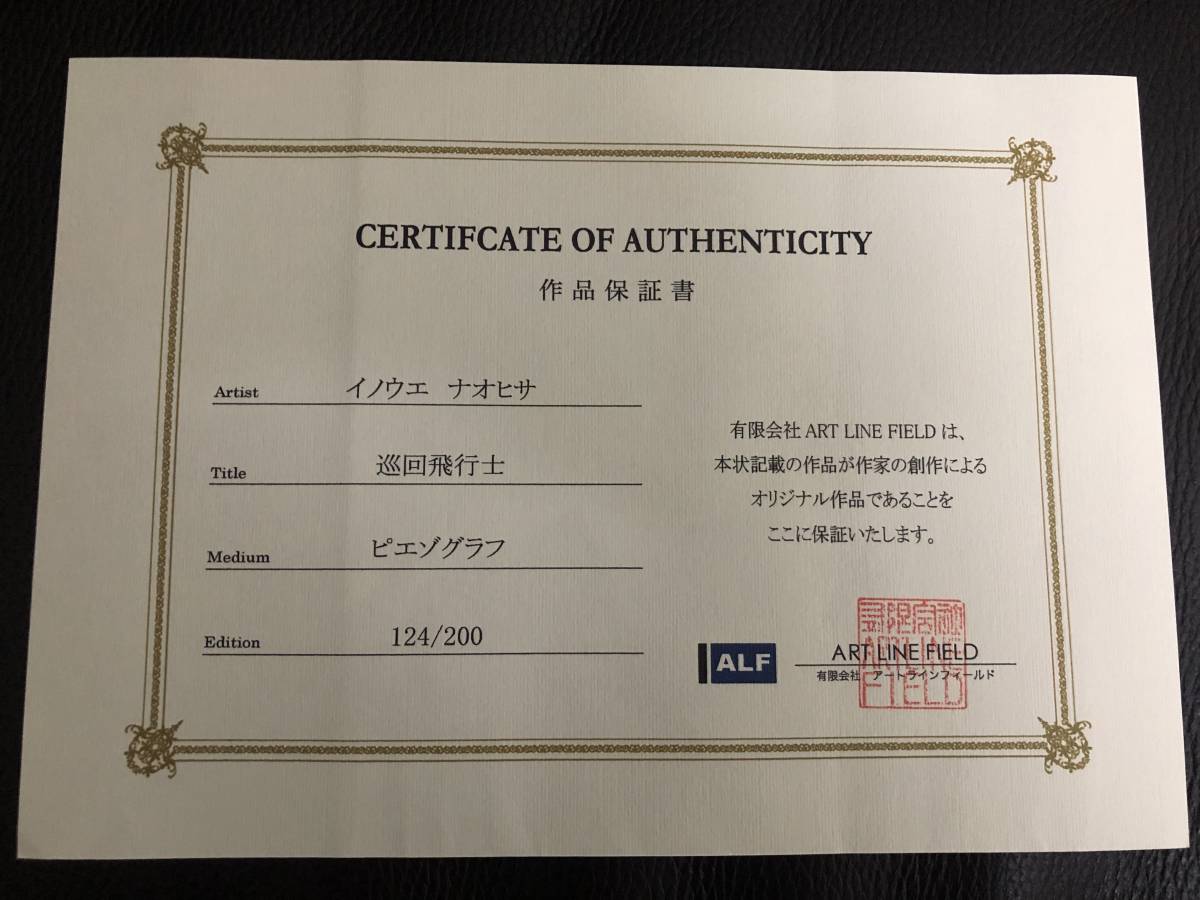 CERTIFCATE OF AUTHENTICITY
作品保証書
Artist イノウエ ナオヒサ
Title 巡回飛行士
Medium ピエゾグラフ
Edition 124/200
有限会社 ART LINE FIELD は、
本状記載の作品が作家の創作による
オリジナル作品であることを
ここに保証いたします。
ALF
ART LINE FIELD
有限会社 アートラインフィールド
ART LINE
FIELD